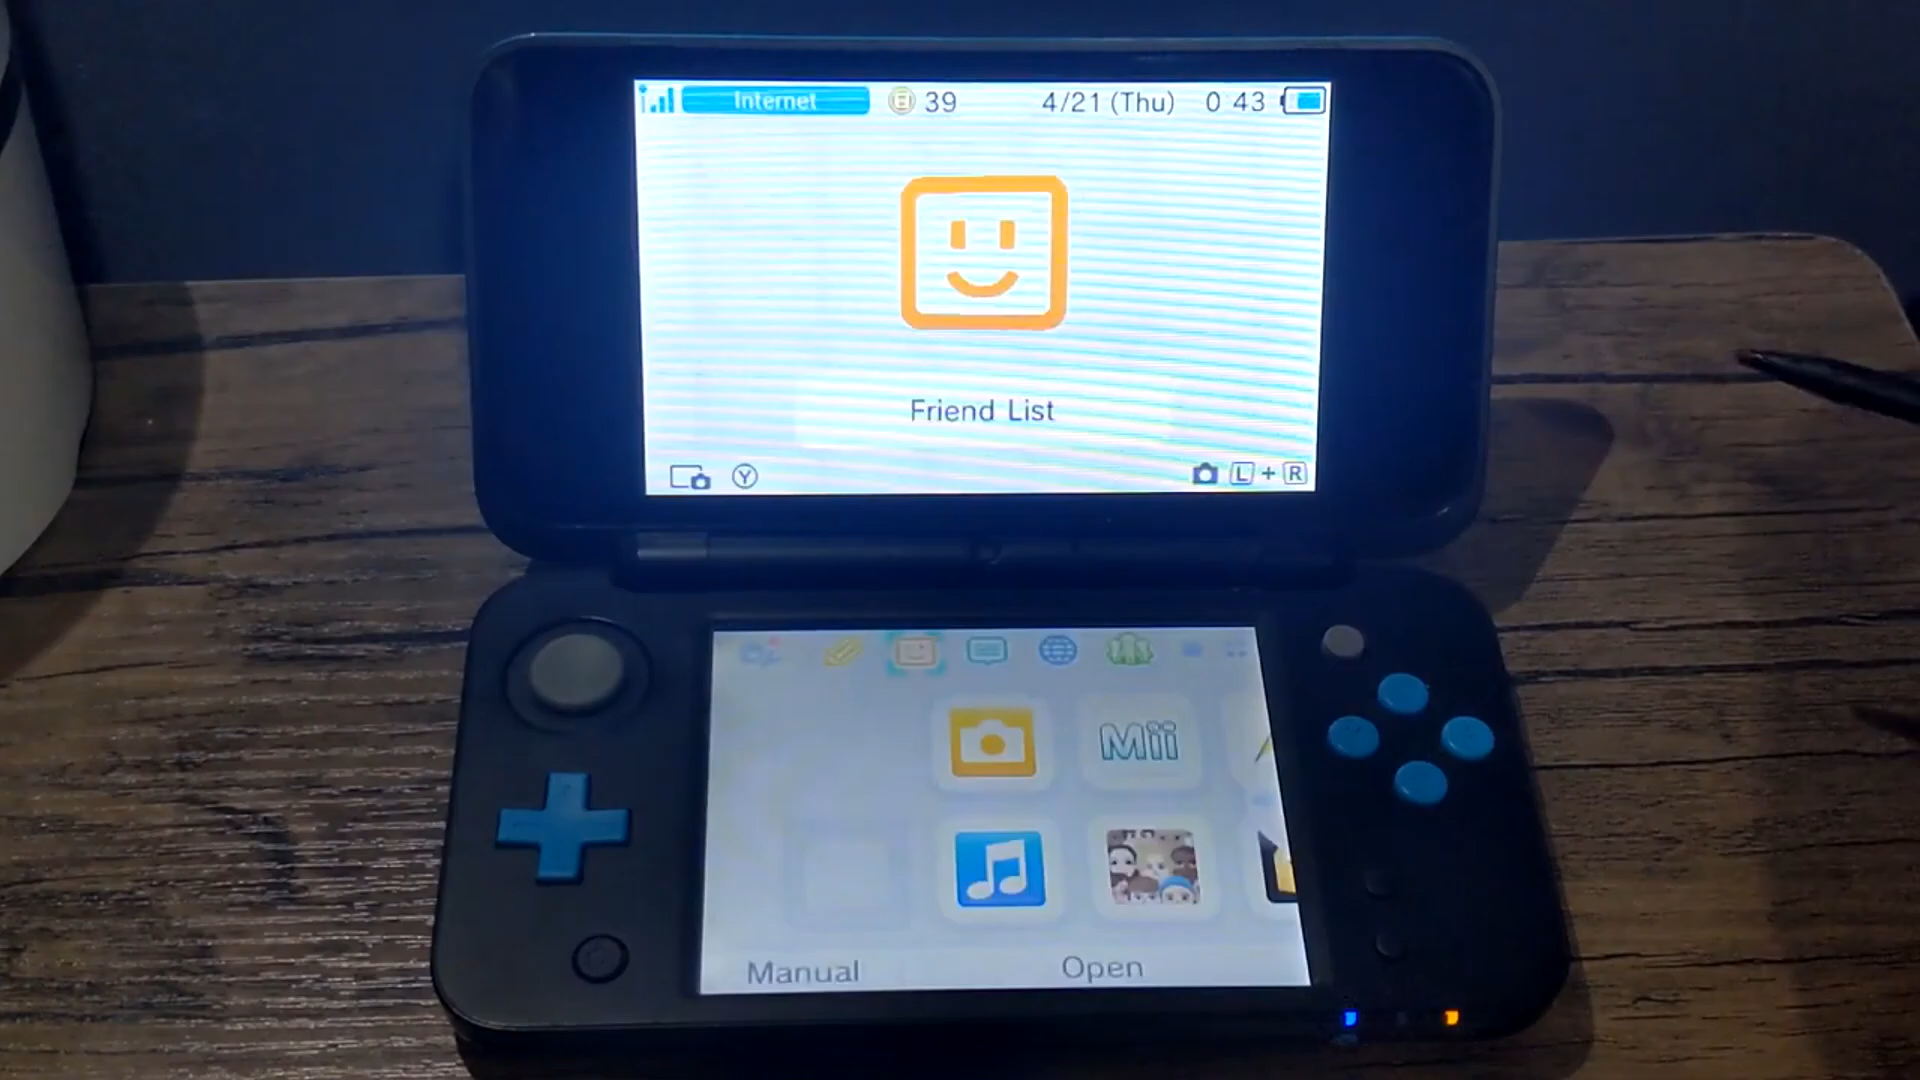 Internet 39 4/21 (Thu) 0 43
Friend List
Y L + R
Mii
Manual Open